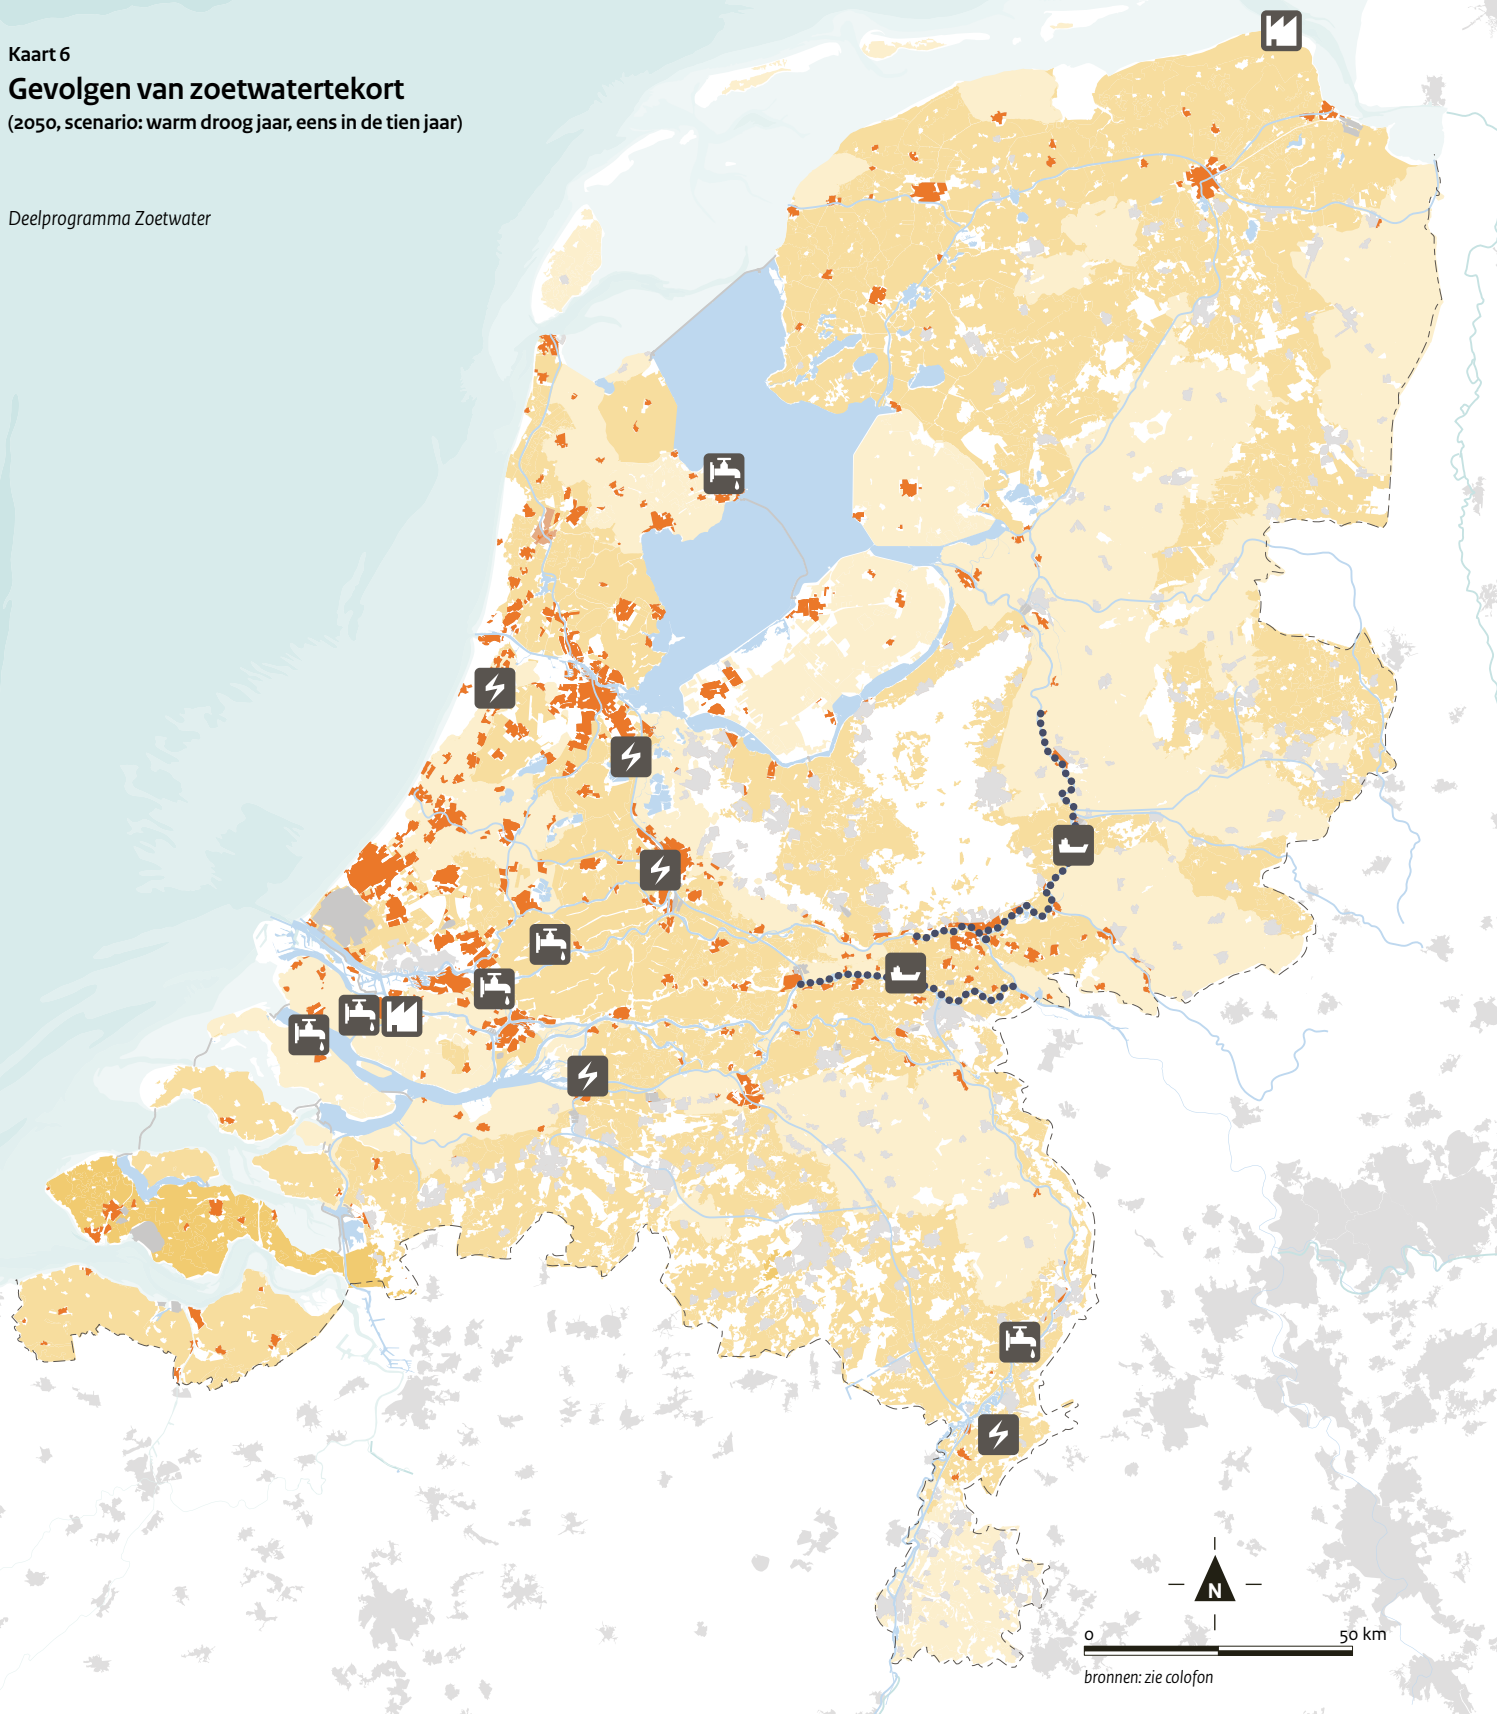 Kaart 6
Gevolgen van zoetwatertekort
(2050, scenario: warm droog jaar, eens in de tien jaar)
Deelprogramma Zoetwater
N
0 50 km
bronnen: zie colofon